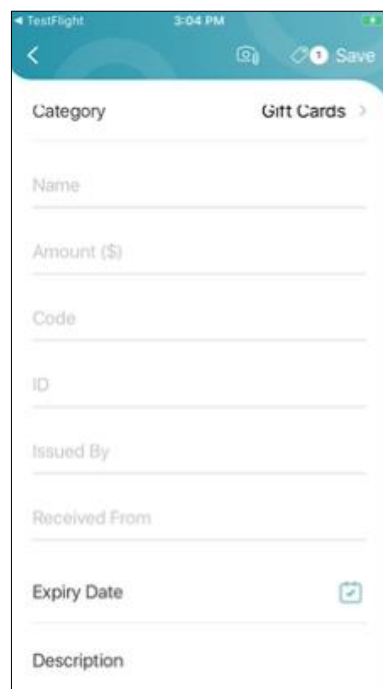 ◄ TestFlight 3:04 PM
1 Save
Category Gift Cards >
Name
Amount ($)
Code
ID
Issued By
Received From
Expiry Date
Description